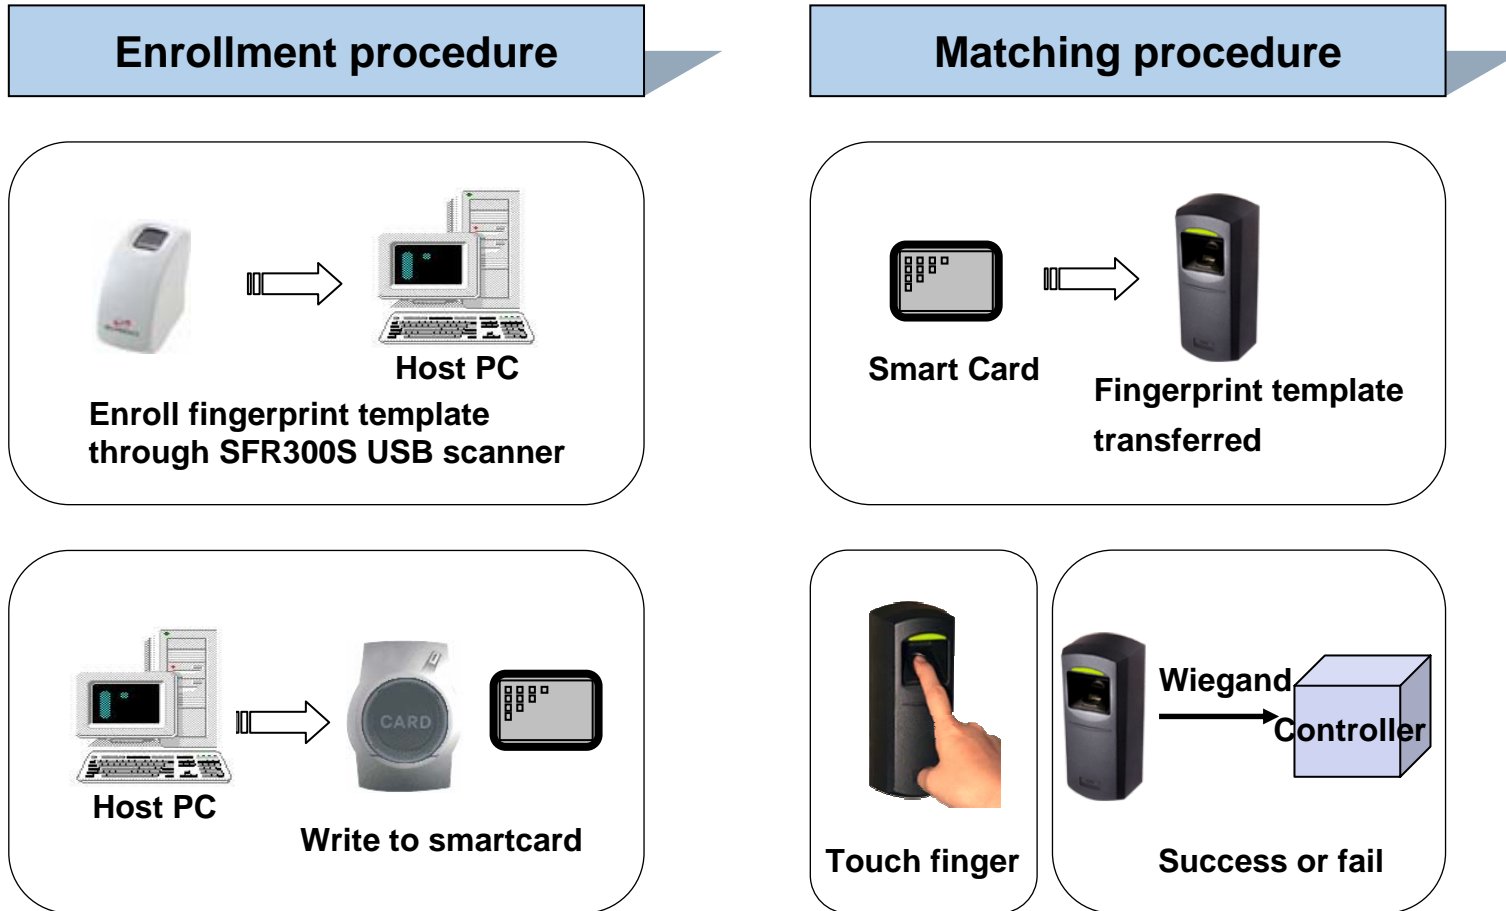 Enrollment procedure
Host PC
Enroll fingerprint template
through SFR300S USB scanner
Host PC
CARD
Write to smartcard
Matching procedure
Smart Card
Fingerprint template
transferred
Touch finger
Wiegand
Controller
Success or fail